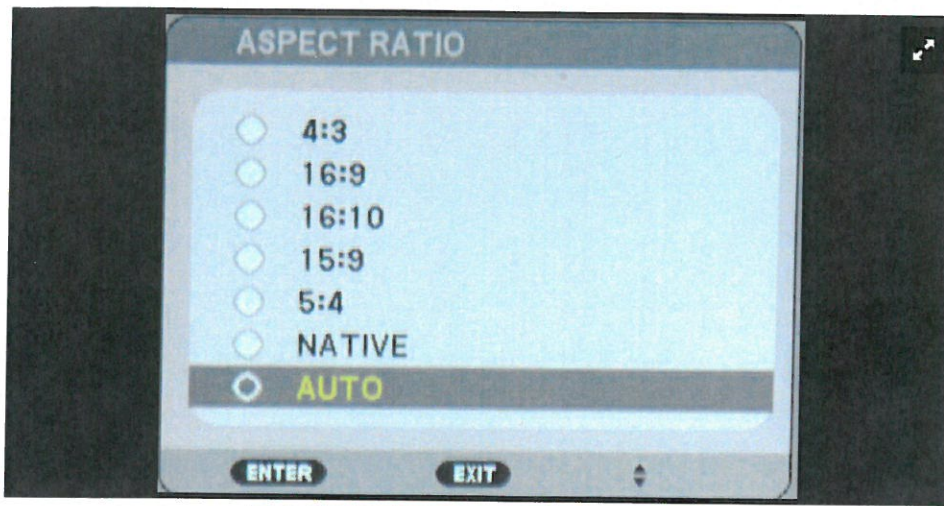 ASPECT RATIO
4:3
16:9
16:10
15:9
5:4
NATIVE
AUTO
ENTER EXIT